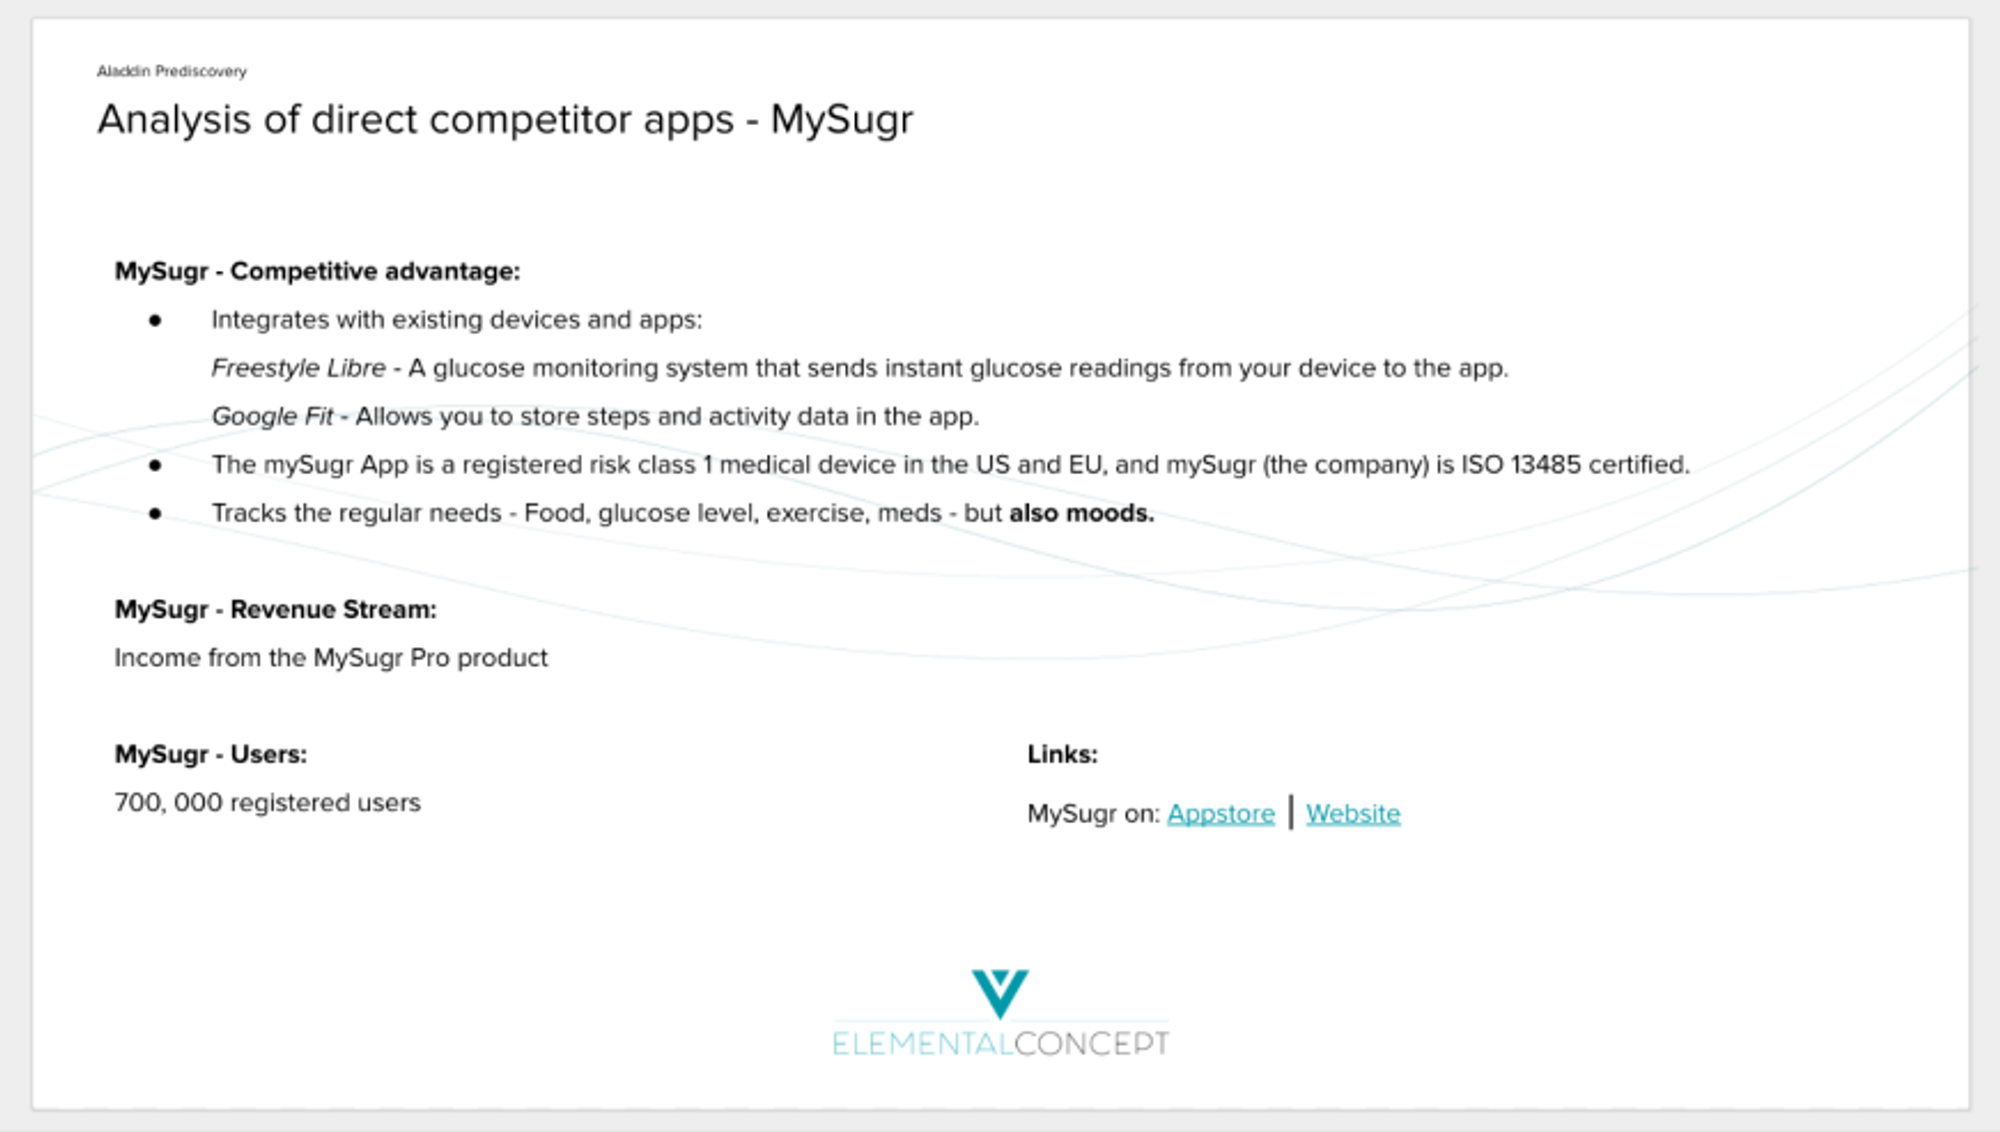 Aladdin Prediscovery
Analysis of direct competitor apps - MySugr
MySugr - Competitive advantage:
● Integrates with existing devices and apps:
Freestyle Libre - A glucose monitoring system that sends instant glucose readings from your device to the app.
Google Fit - Allows you to store steps and activity data in the app.
● The mySugr App is a registered risk class 1 medical device in the US and EU, and mySugr (the company) is ISO 13485 certified.
● Tracks the regular needs - Food, glucose level, exercise, meds - but also moods.
MySugr - Revenue Stream:
Income from the MySugr Pro product
MySugr - Users:
700, 000 registered users
Links:
MySugr on: Appstore | Website
ELEMENTALCONCEPT